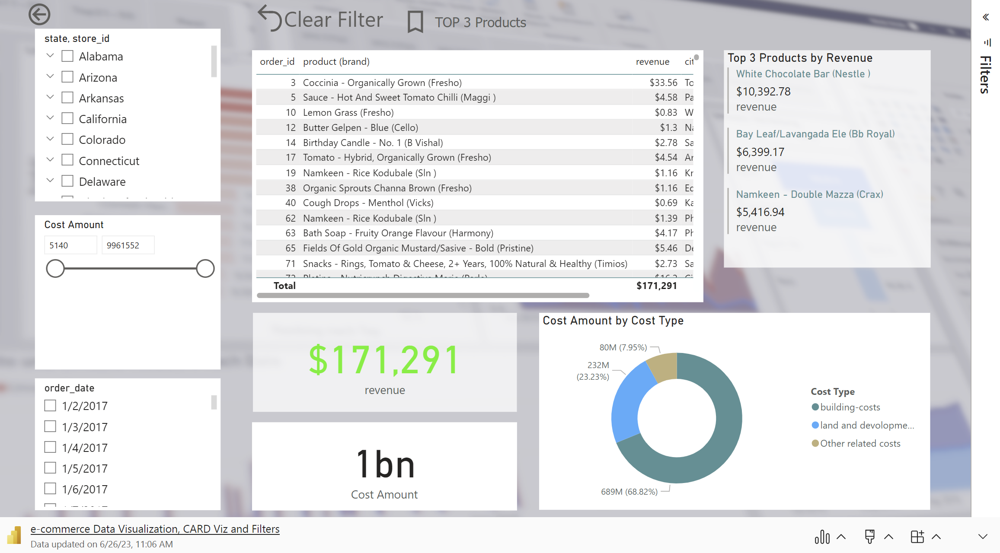 Clear Filter
TOP 3 Products
state, store_id
Alabama
Arizona
Arkansas
California
Colorado
Connecticut
Delaware
Cost Amount
5140 9961552
order_date
1/2/2017
1/3/2017
1/4/2017
1/5/2017
1/6/2017
order_id product (brand) revenue cit
3 Coccinia - Organically Grown (Fresho) $33.56 To
5 Sauce - Hot And Sweet Tomato Chilli (Maggi ) $4.58 Pa
10 Lemon Grass (Fresho) $0.83 W
12 Butter Gelpen - Blue (Cello) $1.3 Na
14 Birthday Candle - No. 1 (B Vishal) $2.78 Sa
17 Tomato - Hybrid, Organically Grown (Fresho) $4.54 Ar
19 Namkeen - Rice Kodubale (Sln ) $1.16 Kr
38 Organic Sprouts Channa Brown (Fresho) $1.16 Ec
40 Cough Drops - Menthol (Vicks) $0.69 Ka
62 Namkeen - Rice Kodubale (Sln ) $1.39 Ph
63 Bath Soap - Fruity Orange Flavour (Harmony) $4.17 Ph
65 Fields Of Gold Organic Mustard/Sasive - Bold (Pristine) $5.46 De
71 Snacks - Rings, Tomato & Cheese, 2+ Years, 100% Natural & Healthy (Timios) $2.73 Sa
Total $171,291
Top 3 Products by Revenue
White Chocolate Bar (Nestle )
$10,392.78
revenue
Bay Leaf/Lavangada Ele (Bb Royal)
$6,399.17
revenue
Namkeen - Double Mazza (Crax)
$5,416.94
revenue
$171,291
revenue
1bn
Cost Amount
Cost Amount by Cost Type
80M (7.95%)
232M
(23.23%)
689M (68.82%)
Cost Type
building-costs
land and devolopme...
Other related costs
Filters
e-commerce Data Visualization, CARD Viz and Filters
Data updated on 6/26/23, 11:06 AM